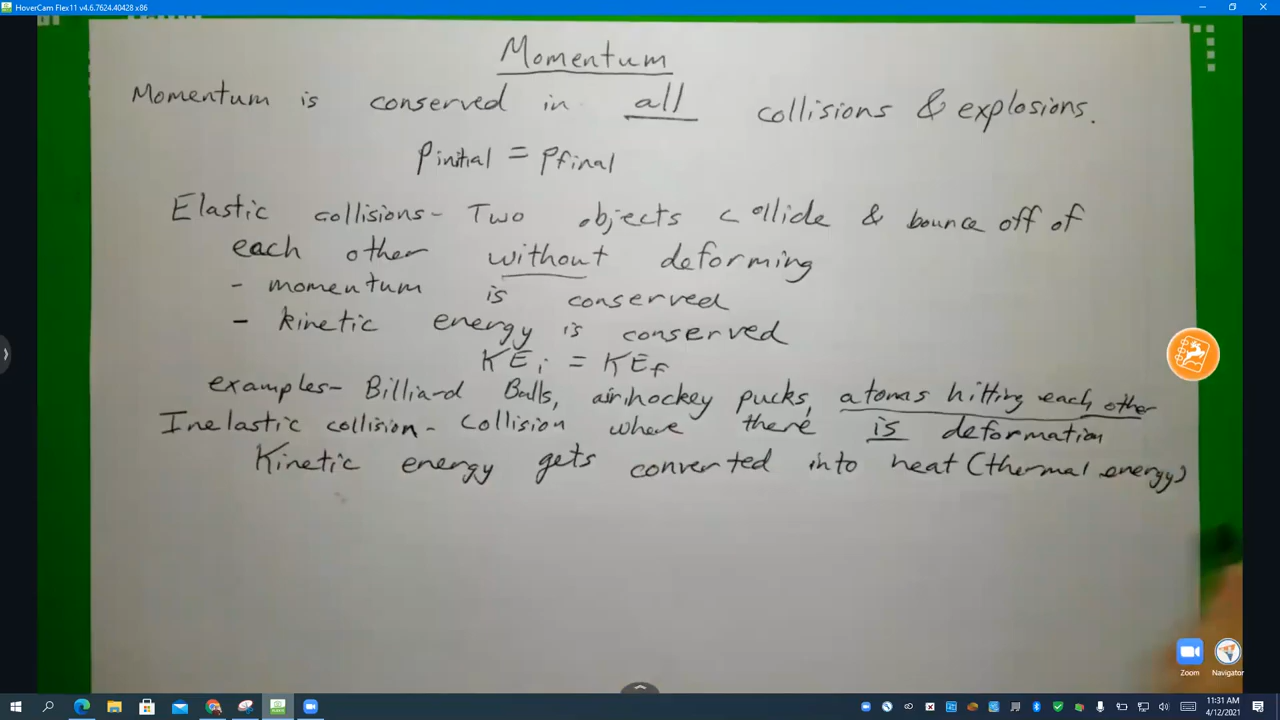 HoverCam Flex11 v4.6.7624.40428 x86
Momentum
Momentum is conserved in all collisions & explosions.
Pinitial = Pfinal
Elastic collisions- Two objects collide & bounce off of
each other without deforming
- momentum is conserved
- kinetic energy is conserved
KEi = KEf
examples- Billiard Balls, airhockey pucks, atoms hitting each other
Inelastic collision- Collision where there is deformation
Kinetic energy gets converted into heat (thermal energy)
Zoom
Navigator
11:31 AM
4/12/2021